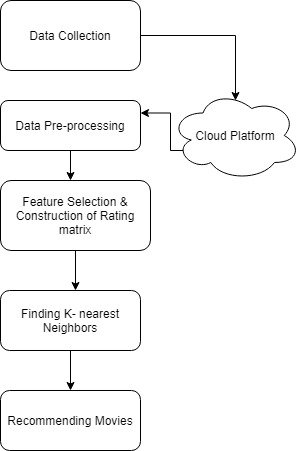 Data Collection
Cloud Platform
Data Pre-processing
Feature Selection &
Construction of Rating
matrix
Finding K- nearest
Neighbors
Recommending Movies